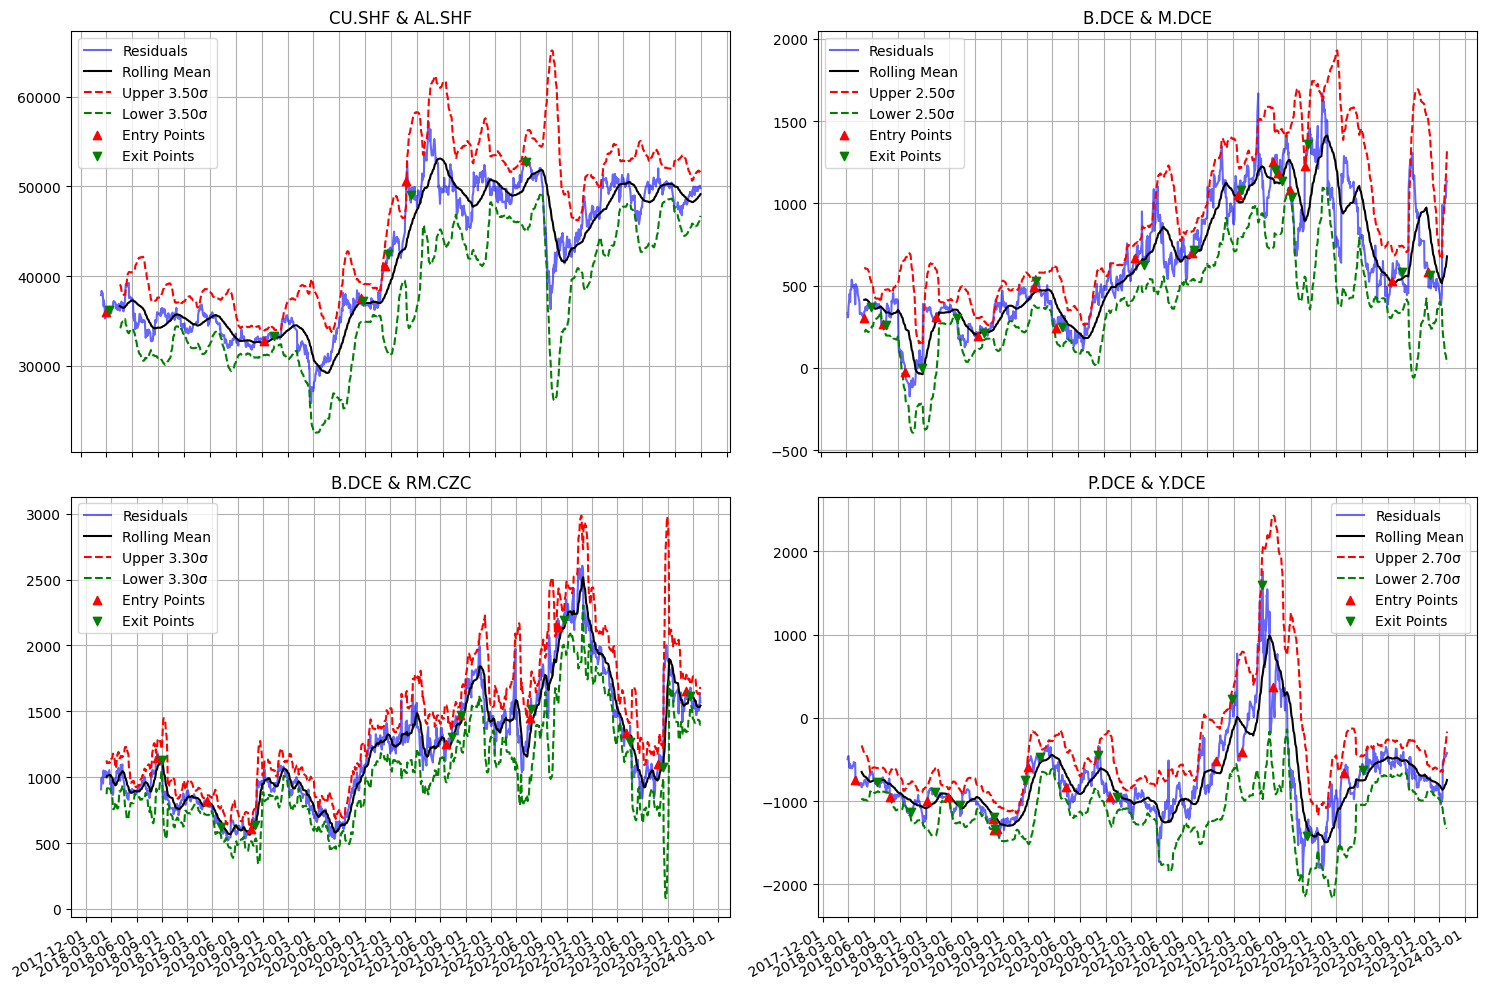 CU.SHF & AL.SHF
Residuals
Rolling Mean
Upper 3.50σ
Lower 3.50σ
Entry Points
Exit Points
60000
50000
40000
30000
B.DCE & M.DCE
Residuals
Rolling Mean
Upper 2.50σ
Lower 2.50σ
Entry Points
Exit Points
2000
1500
1000
500
0
−500
B.DCE & RM.CZC
Residuals
Rolling Mean
Upper 3.30σ
Lower 3.30σ
Entry Points
Exit Points
3000
2500
2000
1500
1000
500
0
2017-12-01
2018-03-01
2018-06-01
2018-09-01
2018-12-01
2019-03-01
2019-06-01
2019-09-01
2019-12-01
2020-03-01
2020-06-01
2020-09-01
2020-12-01
2021-03-01
2021-06-01
2021-09-01
2021-12-01
2022-03-01
2022-06-01
2022-09-01
2022-12-01
2023-03-01
2023-06-01
2023-09-01
2023-12-01
2024-03-01
P.DCE & Y.DCE
Residuals
Rolling Mean
Upper 2.70σ
Lower 2.70σ
Entry Points
Exit Points
2000
1000
0
−1000
−2000
2017-12-01
2018-03-01
2018-06-01
2018-09-01
2018-12-01
2019-03-01
2019-06-01
2019-09-01
2019-12-01
2020-03-01
2020-06-01
2020-09-01
2020-12-01
2021-03-01
2021-06-01
2021-09-01
2021-12-01
2022-03-01
2022-06-01
2022-09-01
2022-12-01
2023-03-01
2023-06-01
2023-09-01
2023-12-01
2024-03-01